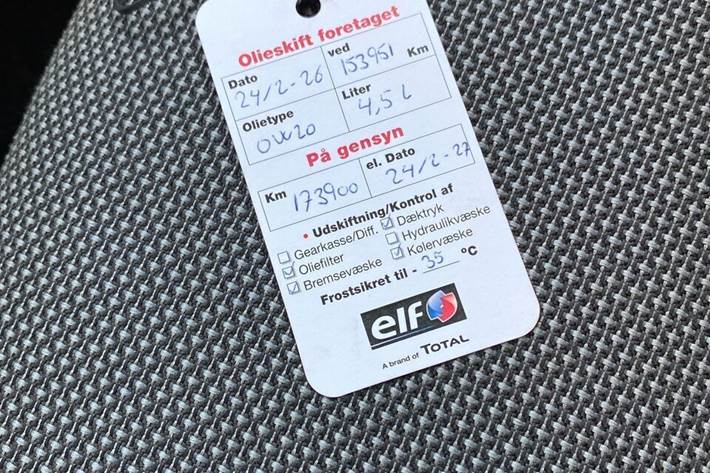 Olieskift foretaget
Dato 24/2-26 ved 153951 Km
Olietype 0W20 Liter 4,5 L
På gensyn
Km 173900 el. Dato 24/2-27
• Udskiftning/Kontrol af
Gearkasse/Diff. Dæktryk
Oliefilter Hydraulikvæske
Bremsevæske Kølervæske
Frostsikret til - 35 °C
elf
A brand of TOTAL